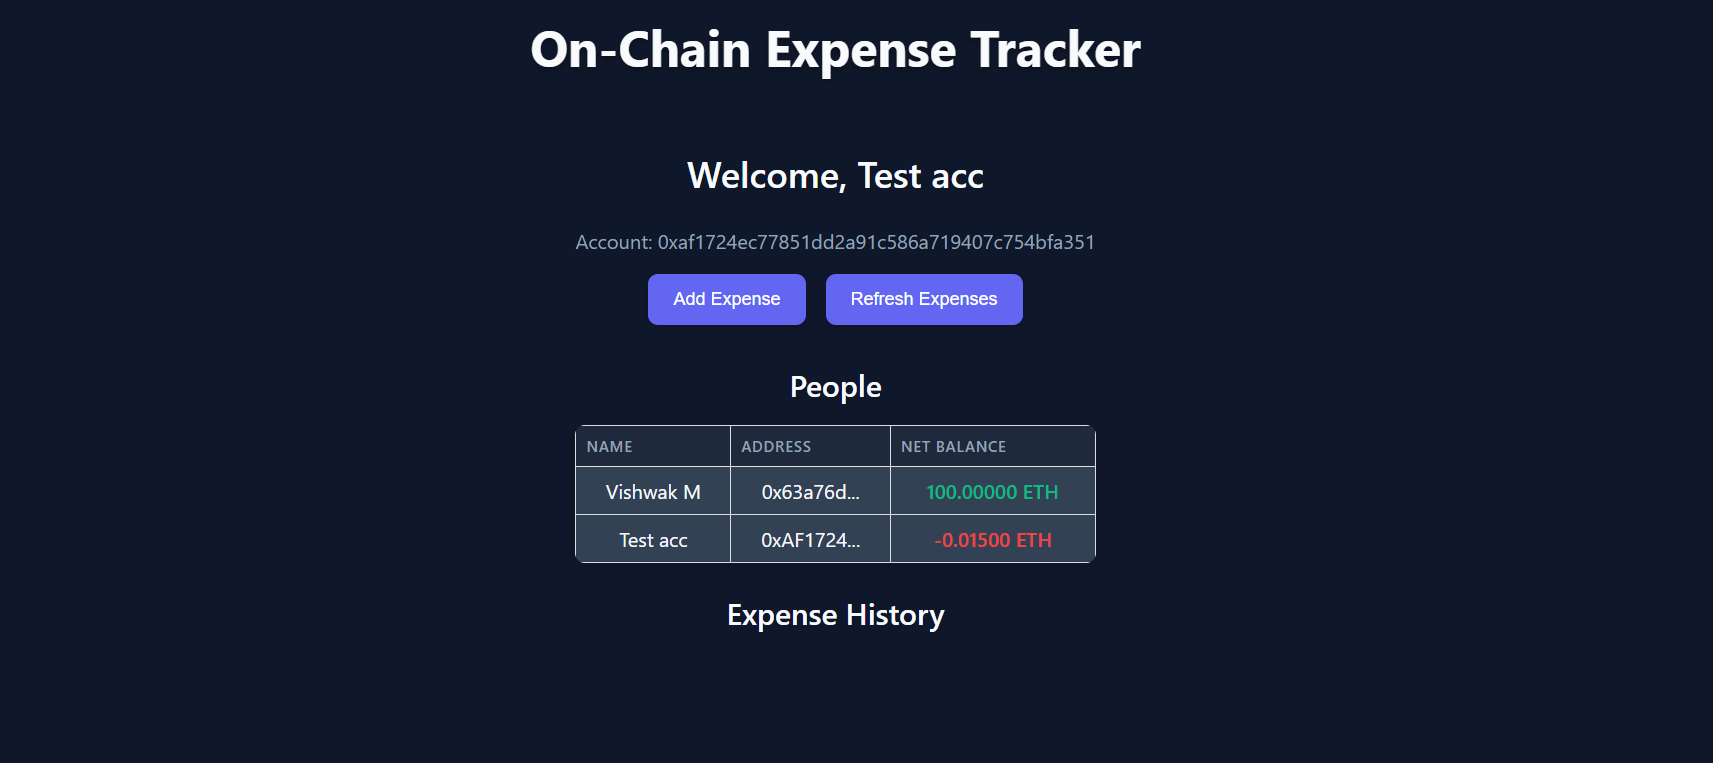 On-Chain Expense Tracker
Welcome, Test acc
Account: 0xaf1724ec77851dd2a91c586a719407c754bfa351
Add Expense Refresh Expenses
People
NAME ADDRESS NET BALANCE
Vishwak M 0x63a76d... 100.00000 ETH
Test acc 0xAF1724... -0.01500 ETH
Expense History